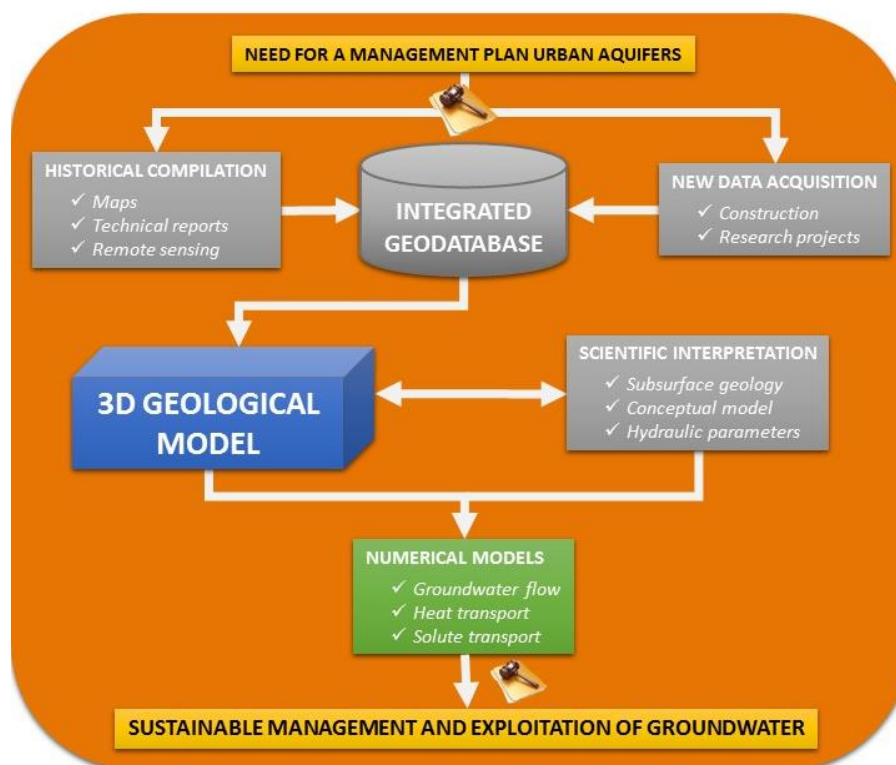 NEED FOR A MANAGEMENT PLAN URBAN AQUIFERS
HISTORICAL COMPILATION
✓ Maps
✓ Technical reports
✓ Remote sensing
INTEGRATED
GEODATABASE
NEW DATA ACQUISITION
✓ Construction
✓ Research projects
3D GEOLOGICAL
MODEL
SCIENTIFIC INTERPRETATION
✓ Subsurface geology
✓ Conceptual model
✓ Hydraulic parameters
NUMERICAL MODELS
✓ Groundwater flow
✓ Heat transport
✓ Solute transport
SUSTAINABLE MANAGEMENT AND EXPLOITATION OF GROUNDWATER